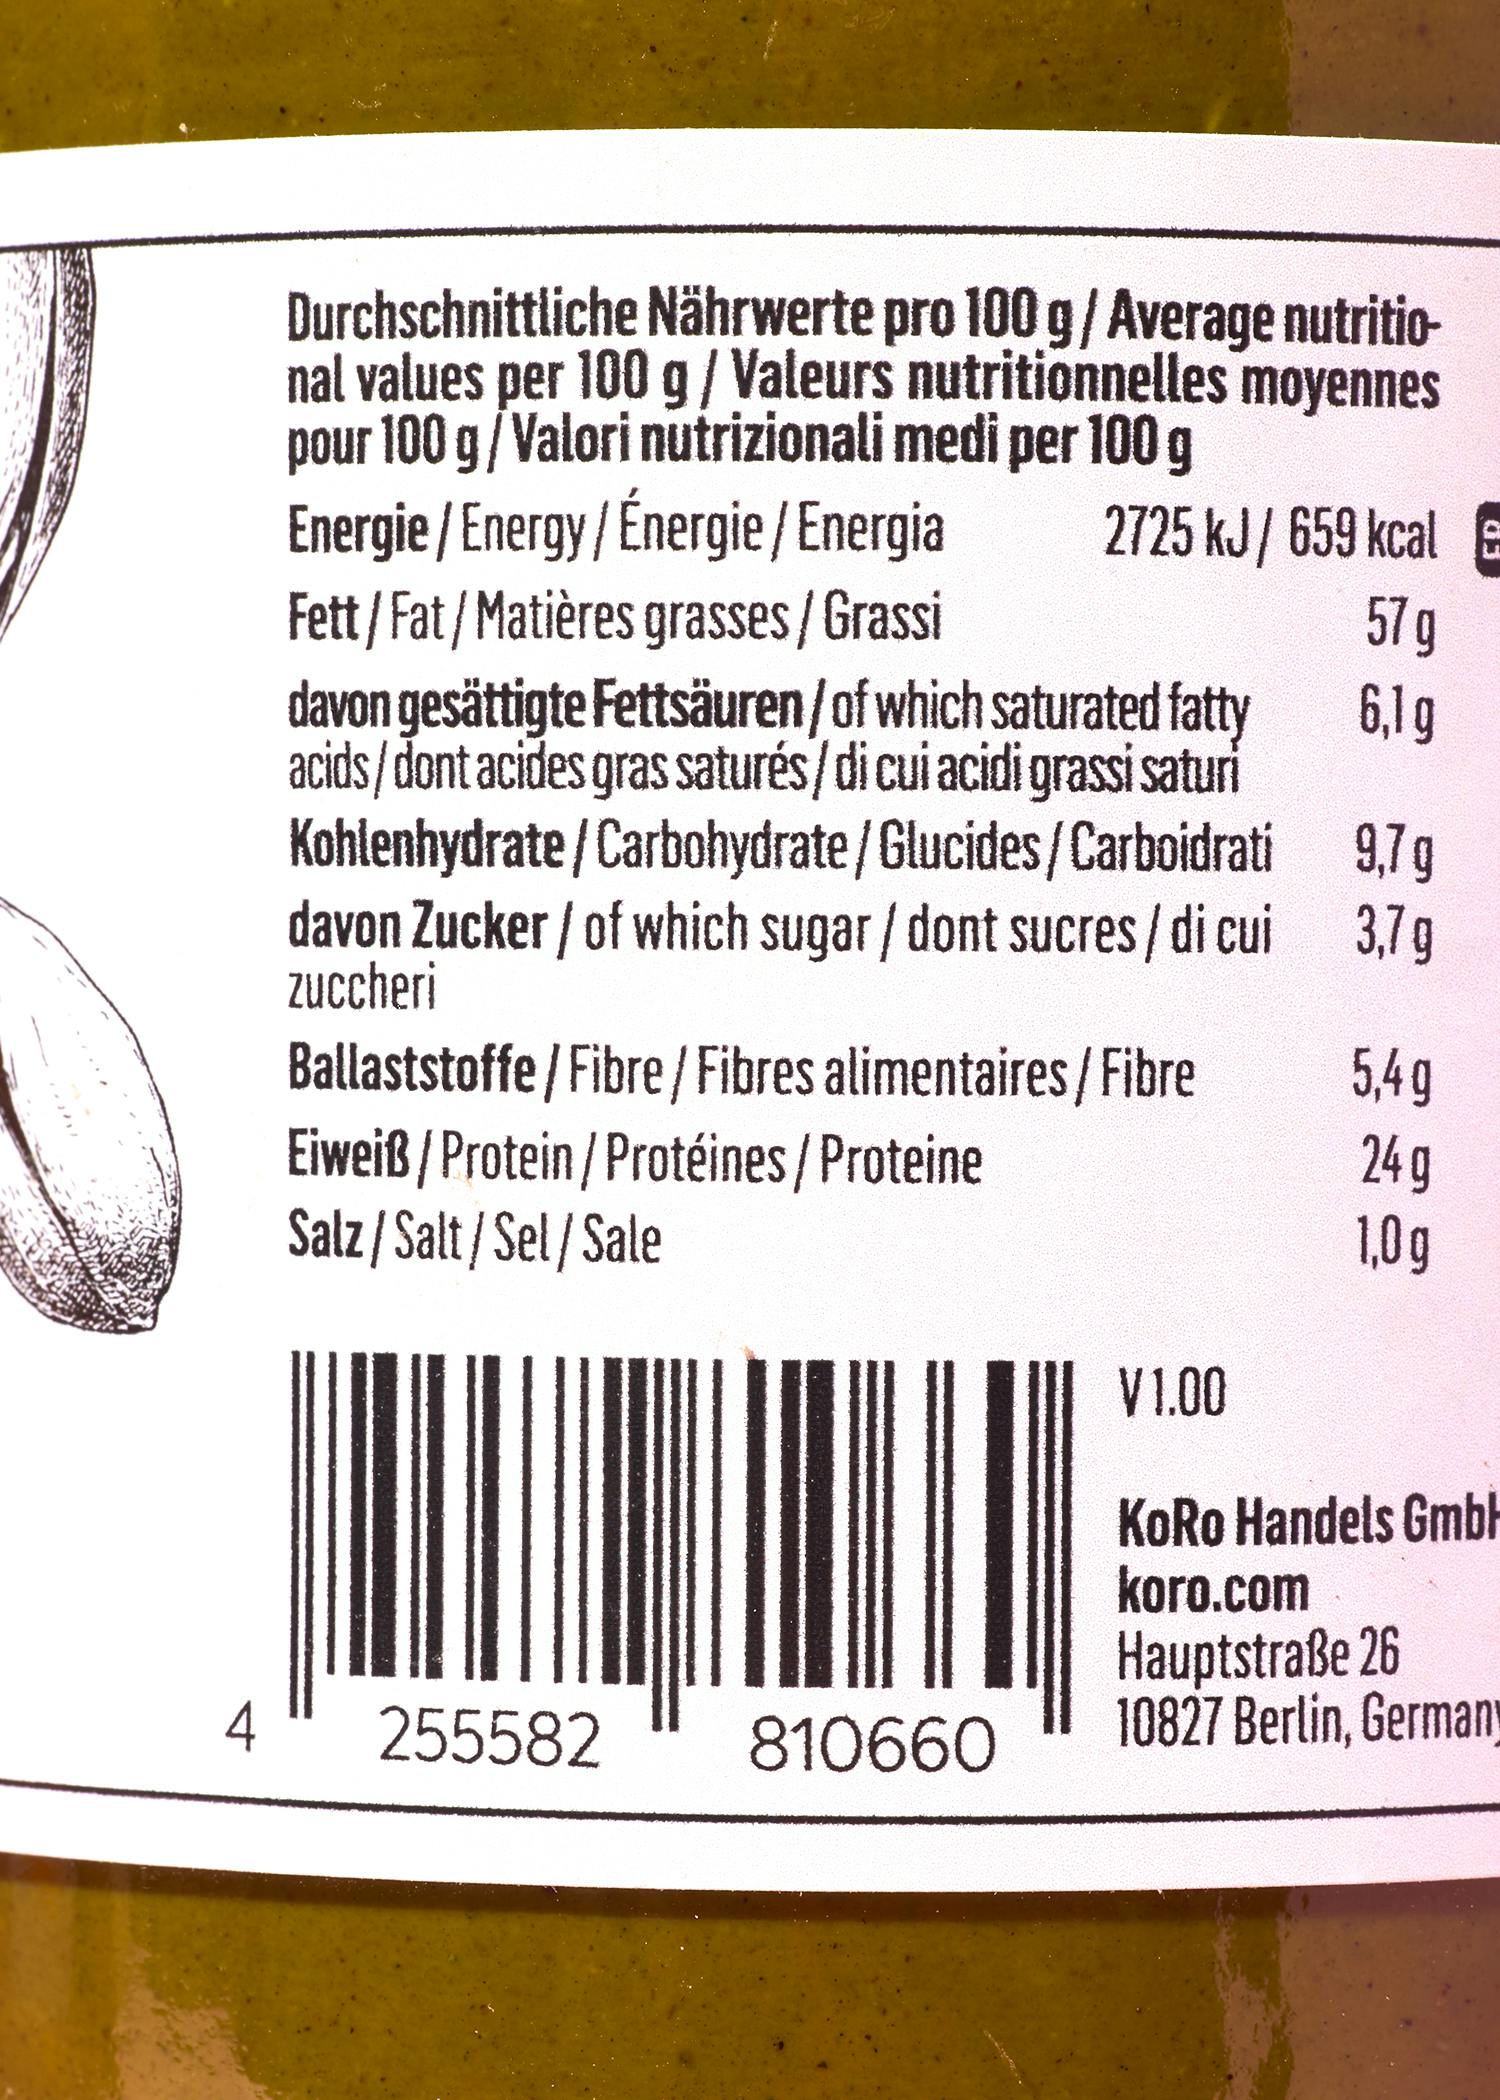 Durchschnittliche Nährwerte pro 100 g / Average nutritio-
nal values per 100 g / Valeurs nutritionnelles moyennes
pour 100 g / Valori nutrizionali medi per 100 g
Energie / Energy / Énergie / Energia 2725 kJ / 659 kcal
Fett / Fat / Matières grasses / Grassi 57 g
davon gesättigte Fettsäuren / of which saturated fatty 6,1 g
acids / dont acides gras saturés / di cui acidi grassi saturi
Kohlenhydrate / Carbohydrate / Glucides / Carboidrati 9,7 g
davon Zucker / of which sugar / dont sucres / di cui 3,7 g
zuccheri
Ballaststoffe / Fibre / Fibres alimentaires / Fibre 5,4 g
Eiweiß / Protein / Protéines / Proteine 24 g
Salz / Salt / Sel / Sale 1,0 g
V 1.00
KoRo Handels GmbH
koro.com
Hauptstraße 26
10827 Berlin, Germany
4 255582 810660